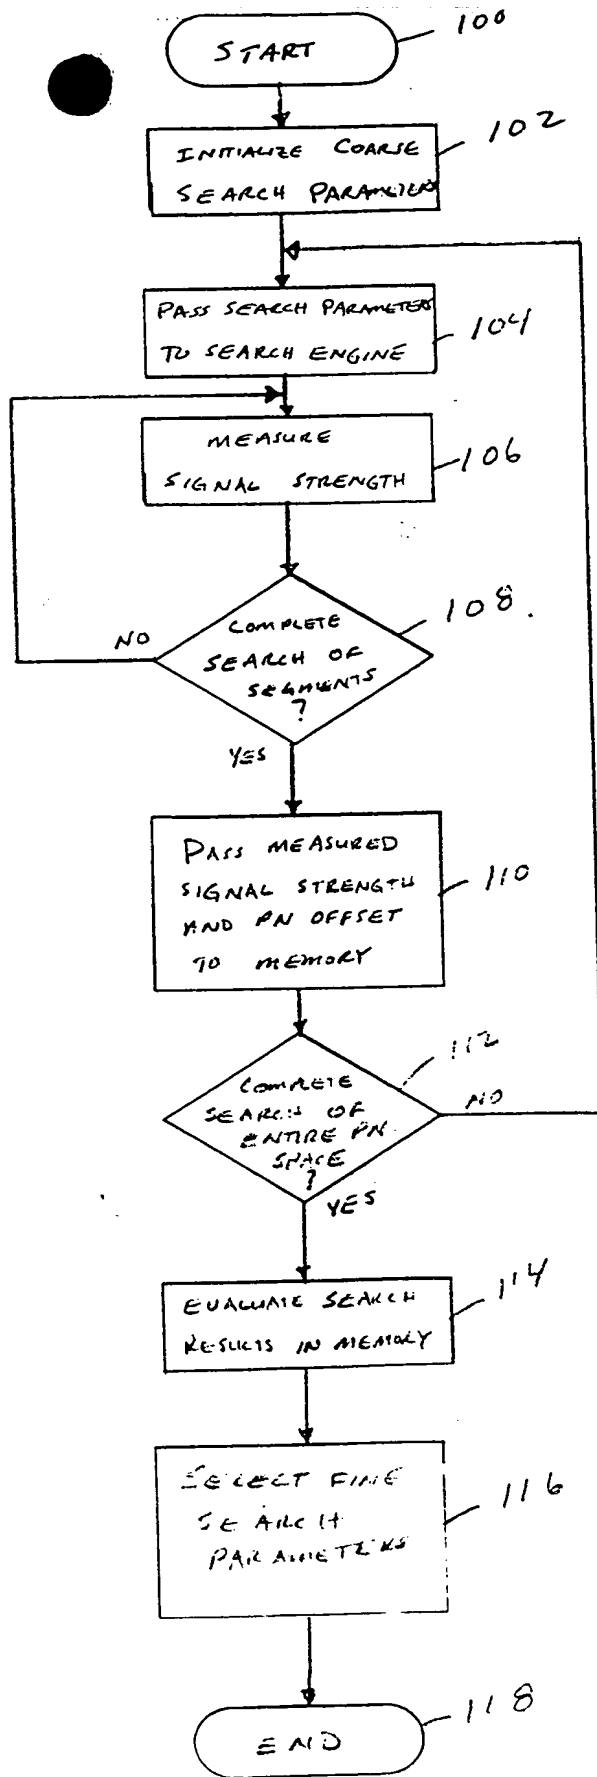 100
START
102
INITIALIZE COARSE
SEARCH PARAMETERS
PASS SEARCH PARAMETERS
TO SEARCH ENGINE
104
MEASURE
SIGNAL STRENGTH
106
108
COMPLETE
SEARCH OF
SEGMENTS
?
NO
YES
PASS MEASURED
SIGNAL STRENGTH
AND PN OFFSET
TO MEMORY
110
112
COMPLETE
SEARCH OF
ENTIRE PN
SPACE
?
NO
YES
EVALUATE SEARCH
RESULTS IN MEMORY
114
SELECT FINE
SEARCH
PARAMETERS
116
118
END